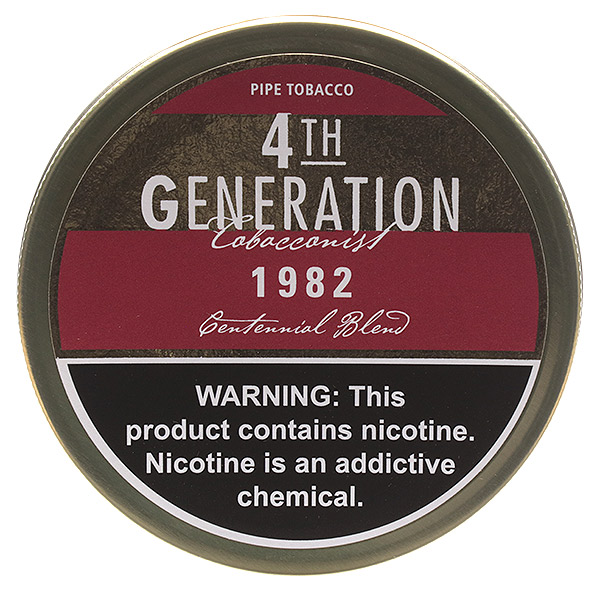 PIPE TOBACCO
4TH
GENERATION
Tobacconist
1982
Centennial Blend
WARNING: This
product contains nicotine.
Nicotine is an addictive
chemical.